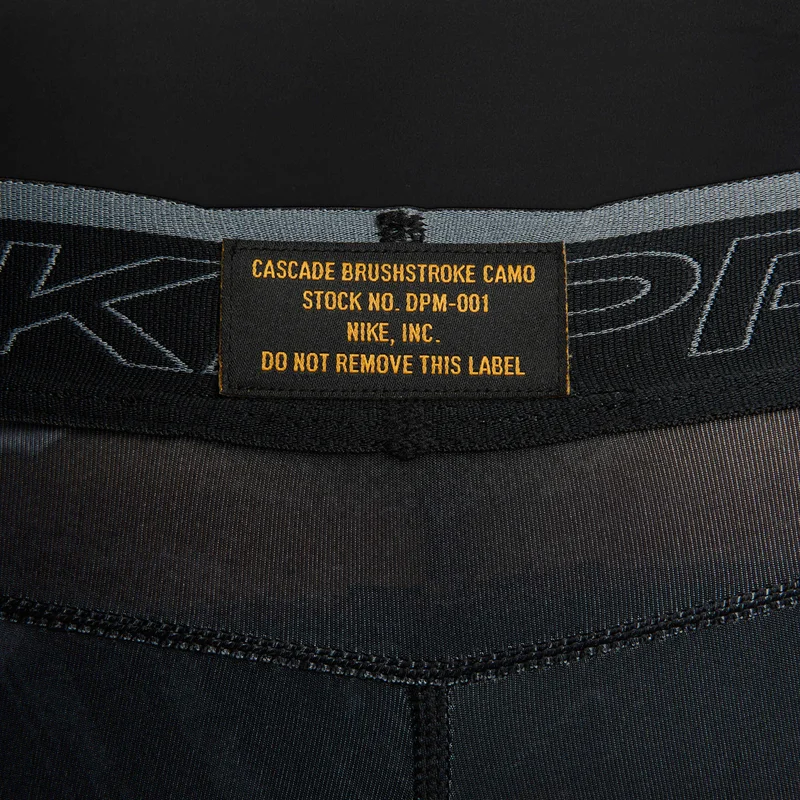 CASCADE BRUSHSTROKE CAMO
STOCK NO. DPM-001
NIKE, INC.
DO NOT REMOVE THIS LABEL